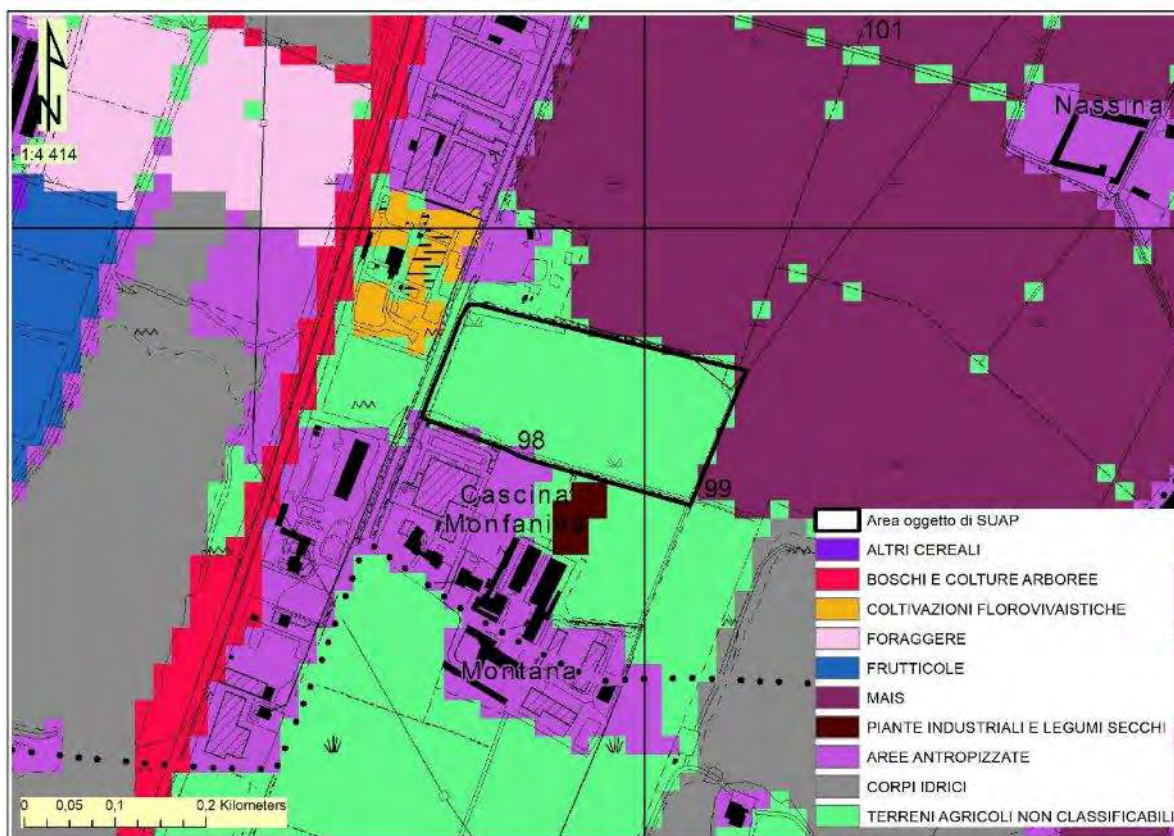 101
Nassina
N
1:4 414
98
99
Cascina
Monfanina
Montana
Area oggetto di SUAP
ALTRI CEREALI
BOSCHI E COLTURE ARBOREE
COLTIVAZIONI FLOROVIVAISTICHE
FORAGGERE
FRUTTICOLE
MAIS
PIANTE INDUSTRIALI E LEGUMI SECCHI
AREE ANTROPIZZATE
CORPI IDRICI
TERRENI AGRICOLI NON CLASSIFICABILI
0 0,05 0,1 0,2 Kilometers